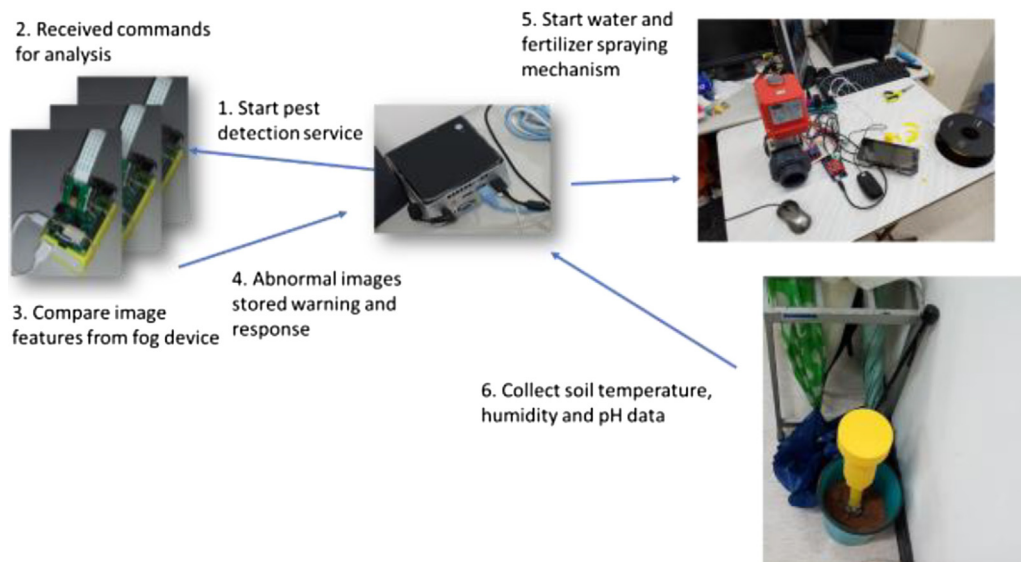 2. Received commands
for analysis
1. Start pest
detection service
3. Compare image
features from fog device
4. Abnormal images
stored warning and
response
5. Start water and
fertilizer spraying
mechanism
6. Collect soil temperature,
humidity and pH data